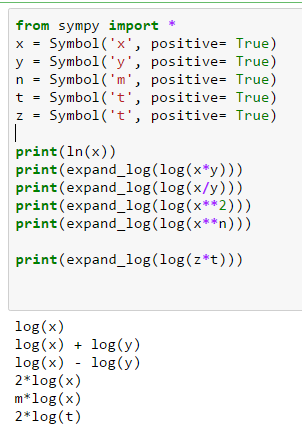 from sympy import *
x = Symbol('x', positive= True)
y = Symbol('y', positive= True)
n = Symbol('m', positive= True)
t = Symbol('t', positive= True)
z = Symbol('t', positive= True)
print(ln(x))
print(expand_log(log(x*y)))
print(expand_log(log(x/y)))
print(expand_log(log(x**2)))
print(expand_log(log(x**n)))
print(expand_log(log(z*t)))
log(x)
log(x) + log(y)
log(x) - log(y)
2*log(x)
m*log(x)
2*log(t)